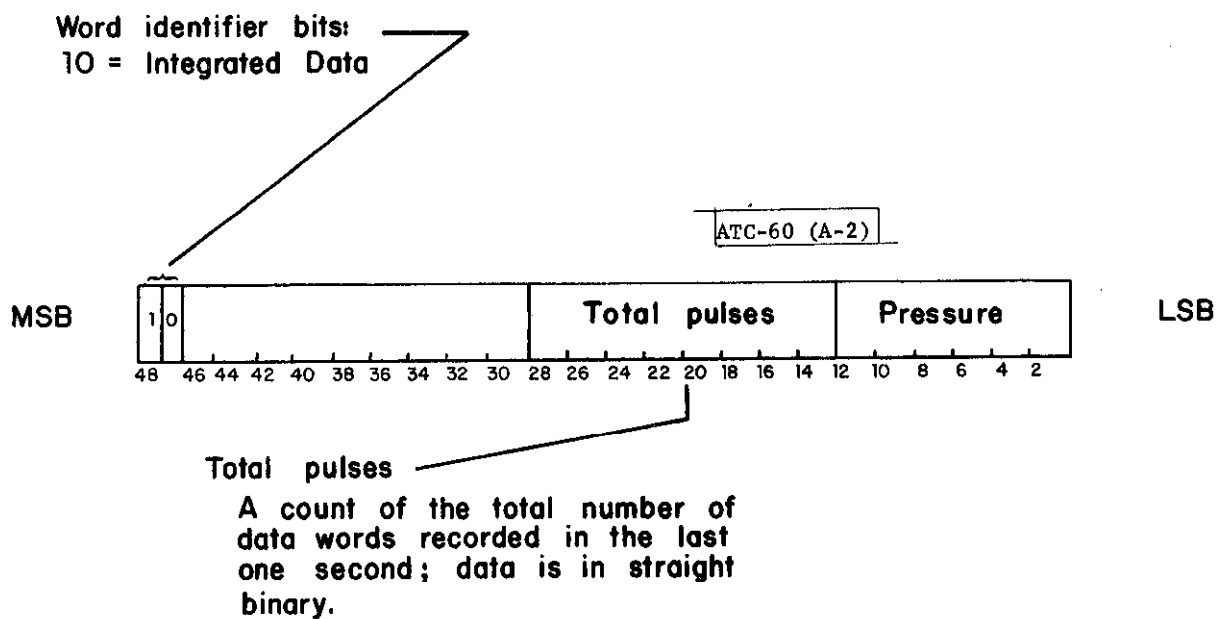 Word identifier bits:
10 = Integrated Data
ATC-60 (A-2)
MSB
1 0
Total pulses
Pressure
LSB
48 46 44 42 40 38 36 34 32 30 28 26 24 22 20 18 16 14 12 10 8 6 4 2
Total pulses
A count of the total number of
data words recorded in the last
one second; data is in straight
binary.